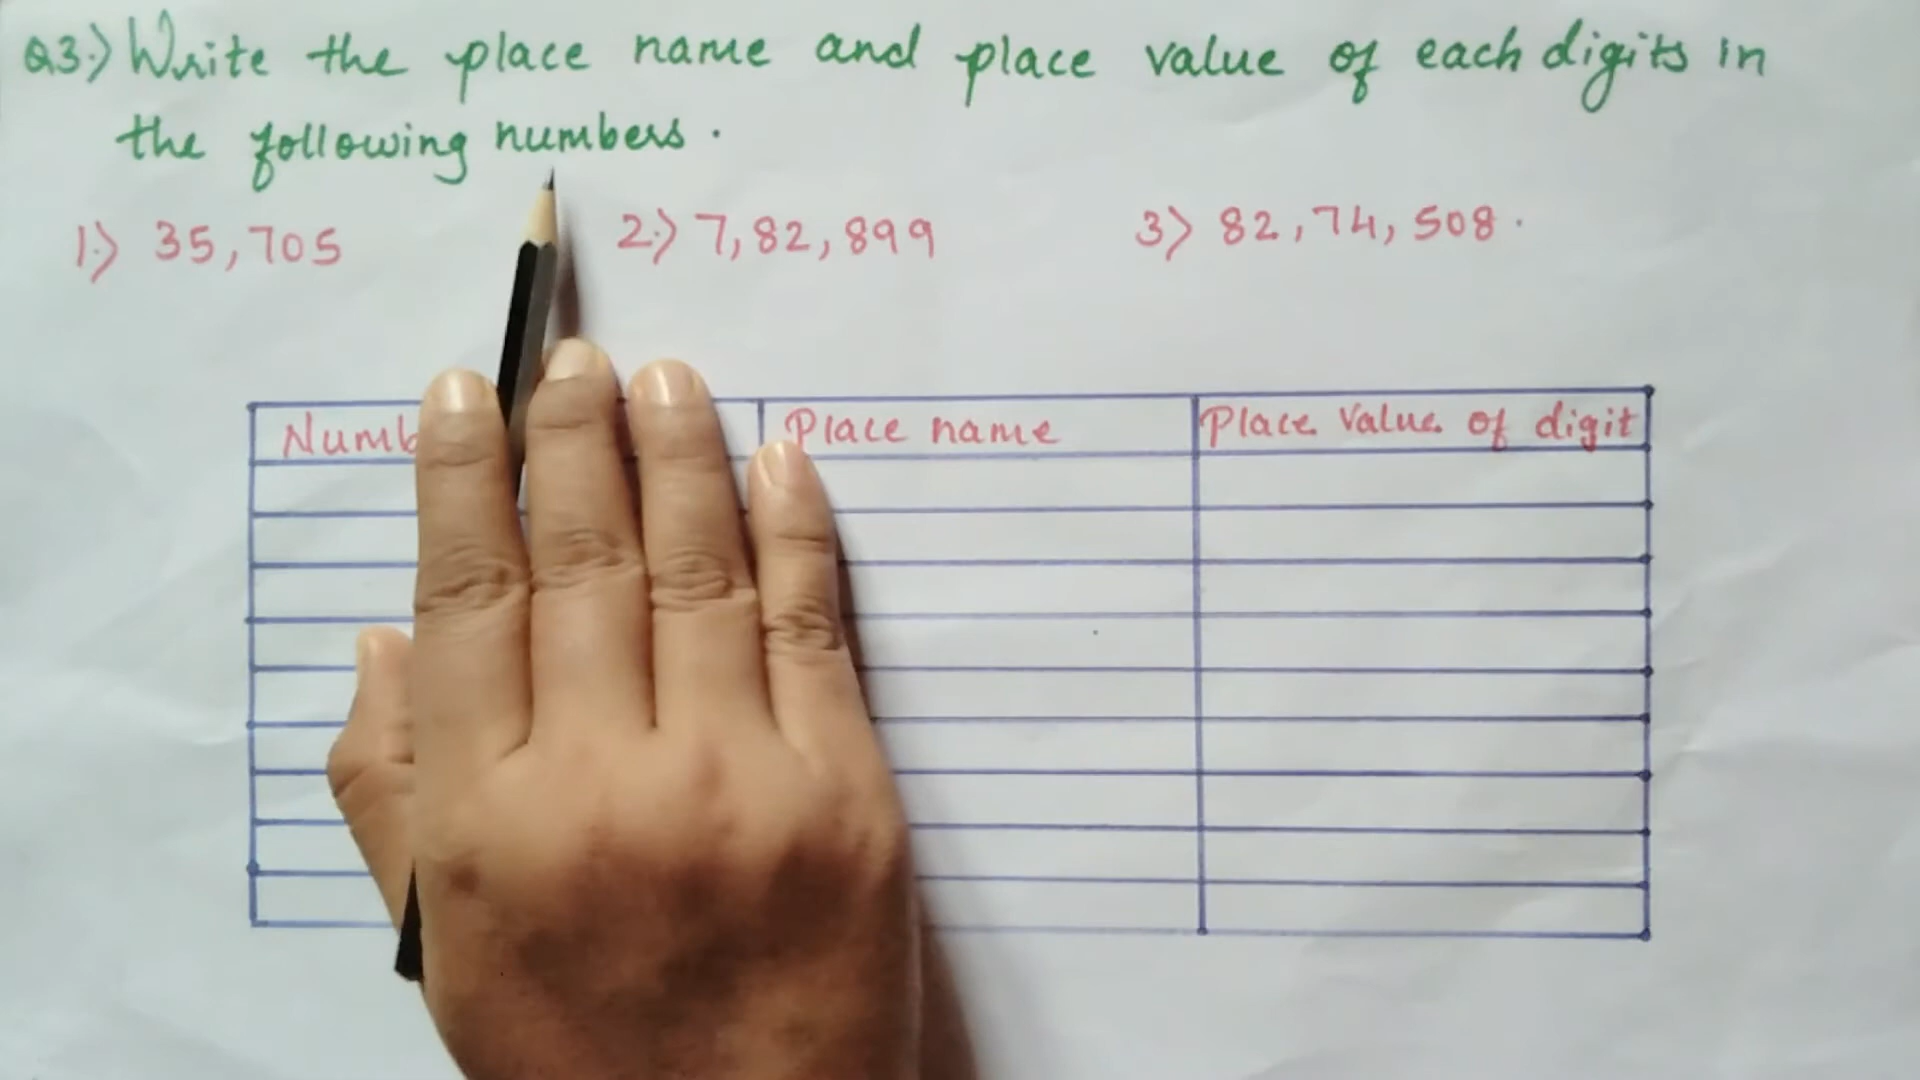 Q3.) Write the place name and place value of each digits in
the following numbers.
1.) 35,705 2.) 7,82,899 3) 82,74,508.
Place name Place Value of digit